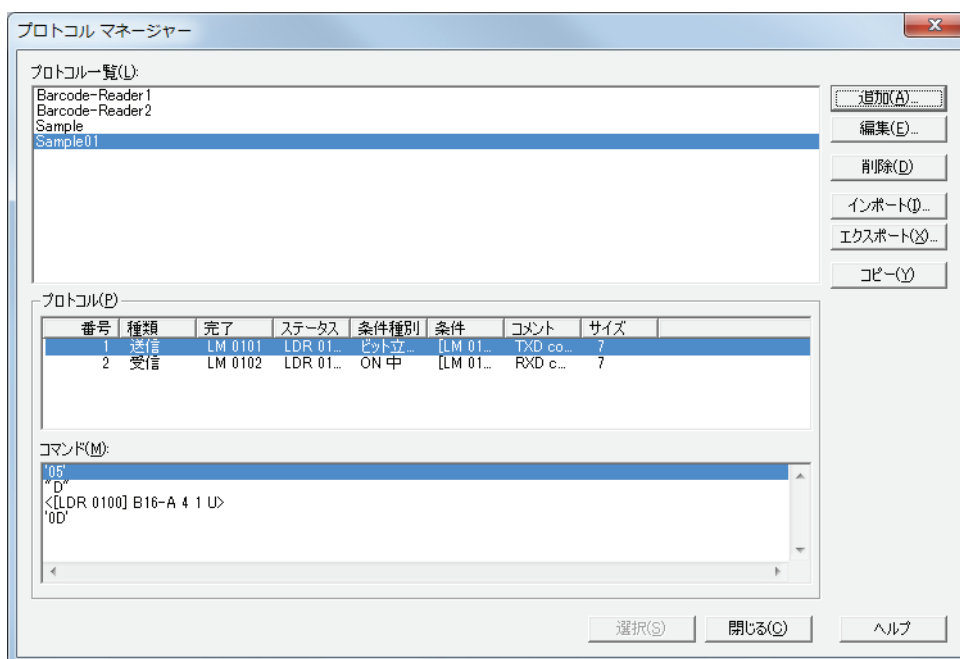 プロトコル マネージャー
プロトコル一覧(L):
Barcode-Reader1
Barcode-Reader2
Sample
Sample01
追加(A)...
編集(E)...
削除(D)
インポート(I)...
エクスポート(X)...
コピー(Y)
プロトコル(P)
番号 種類 完了 ステータス 条件種別 条件 コメント サイズ
1 送信 LM 0101 LDR 01... ビット立... [LM 01... TXD co... 7
2 受信 LM 0102 LDR 01... ON 中 [LM 01... RXD c... 7
コマンド(M):
'05'
"D"
<[LDR 0100] B16-A 4 1 U>
'0D'
選択(S) 閉じる(C) ヘルプ